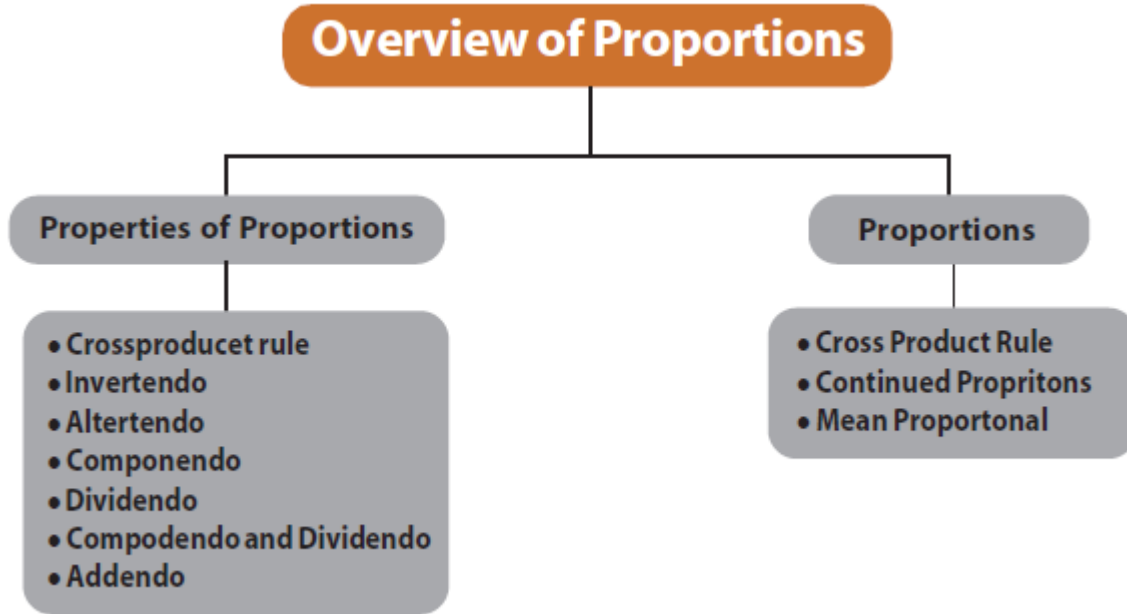 Overview of Proportions
Properties of Proportions
• Crossproducet rule
• Invertendo
• Altertendo
• Componendo
• Dividendo
• Compodendo and Dividendo
• Addendo
Proportions
• Cross Product Rule
• Continued Propritons
• Mean Proportonal